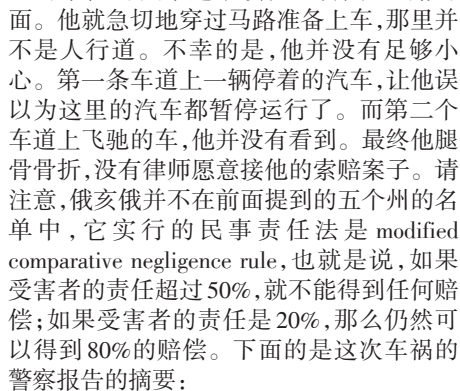 面。他就急切地穿过马路准备上车,那里并
不是人行道。不幸的是,他并没有足够小
心。第一条车道上一辆停着的汽车,让他误
以为这里的汽车都暂停运行了。而第二个
车道上飞驰的车,他并没有看到。最终他腿
骨骨折,没有律师愿意接他的索赔案子。请
注意,俄亥俄并不在前面提到的五个州的名
单中,它实行的民事责任法是 modified
comparative negligence rule,也就是说,如果
受害者的责任超过50%,就不能得到任何赔
偿;如果受害者的责任是20%,那么仍然可
以得到80%的赔偿。下面的是这次车祸的
警察报告的摘要: